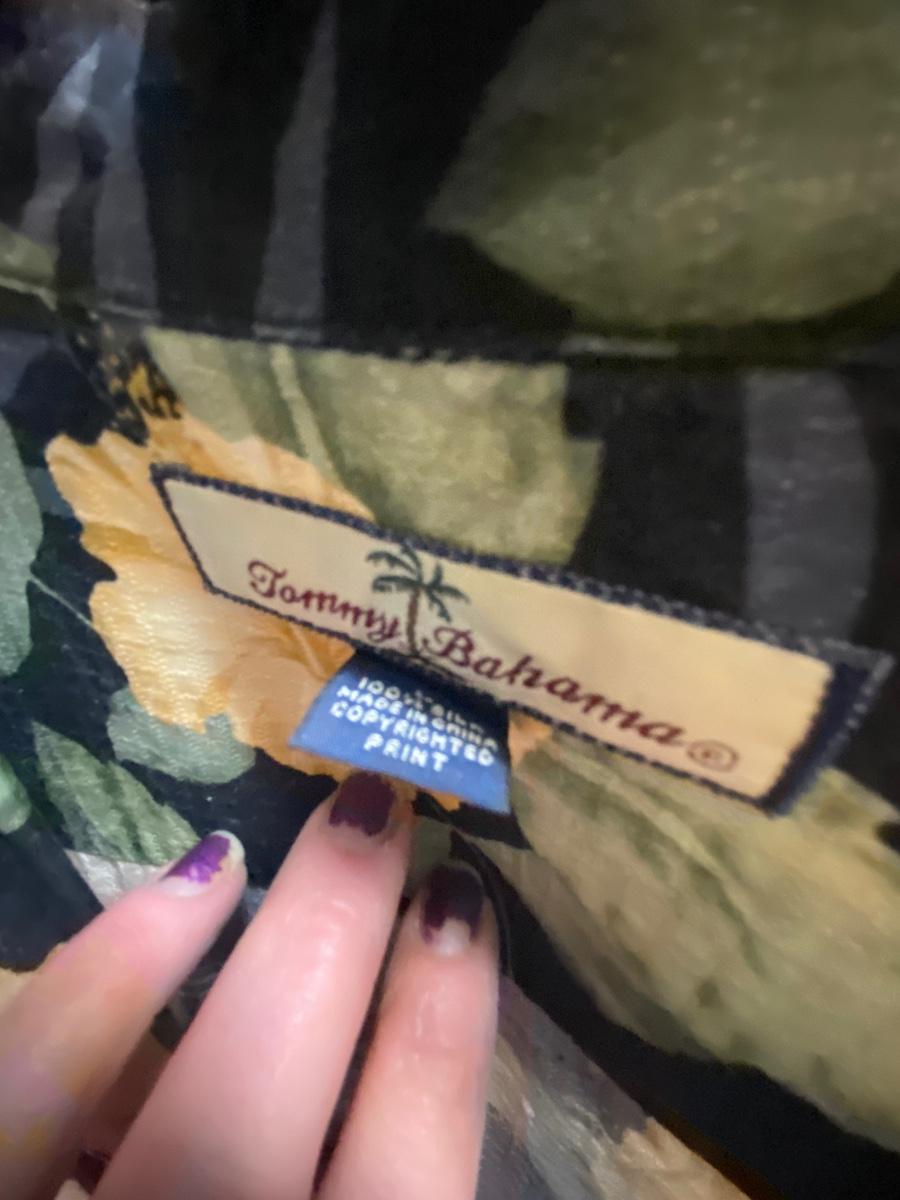 Tommy Bahama ®
100% SILK
MADE IN CHINA
COPYRIGHTED
PRINT